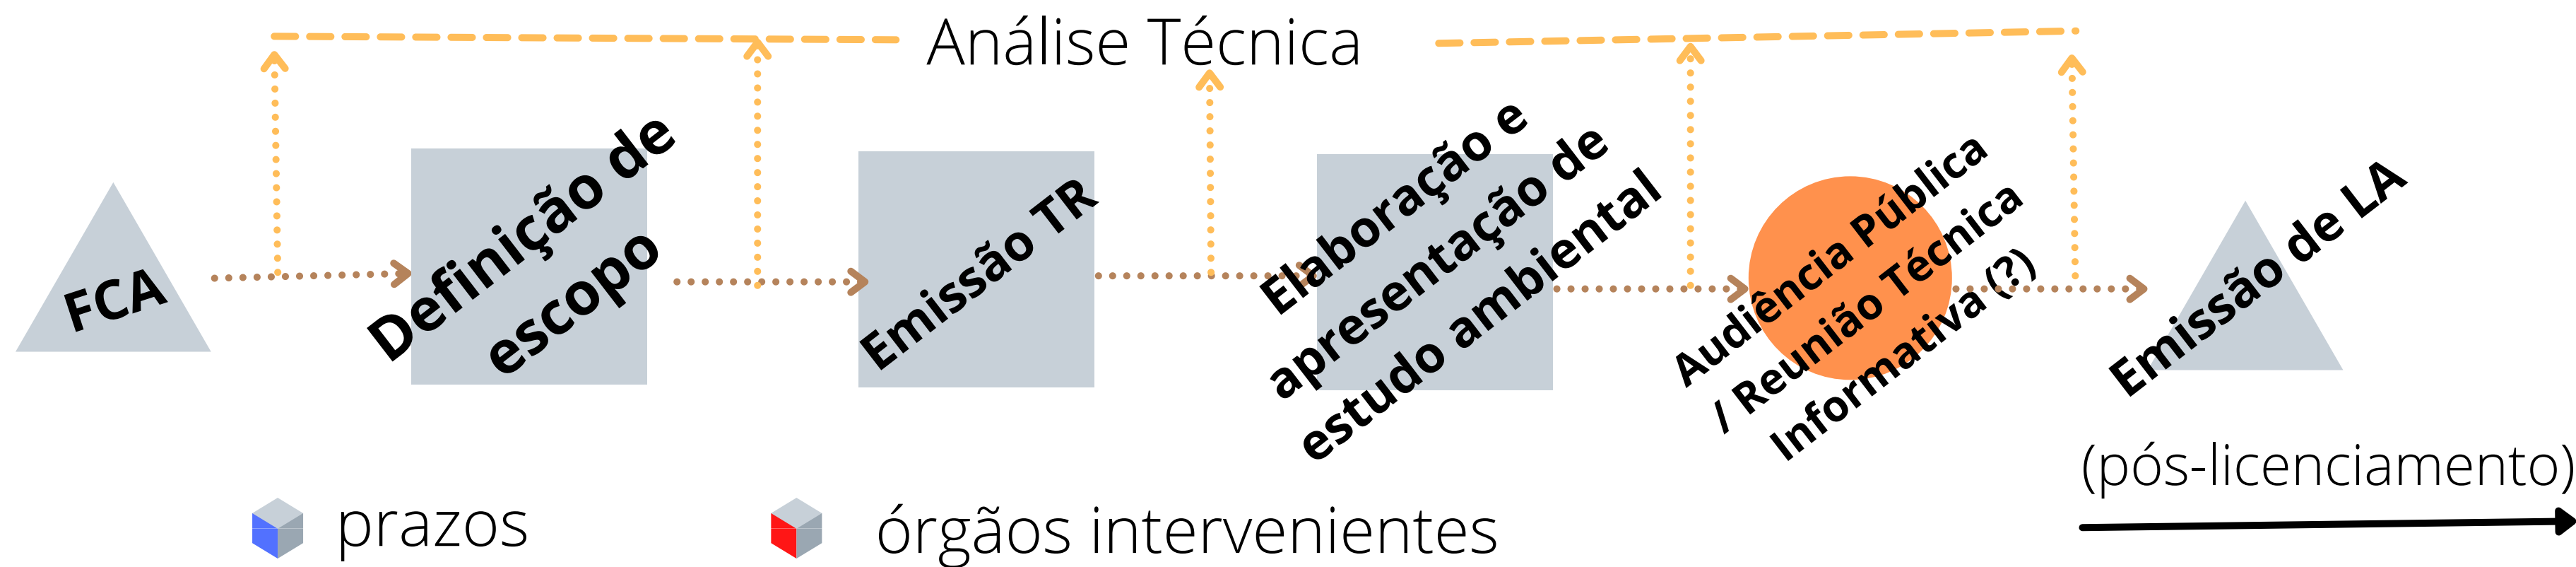 Análise Técnica
FCA
Definição de
escopo
Emissão TR
Elaboração e
apresentação de
estudo ambiental
Audiência Pública
/ Reunião Técnica
Informativa (?)
Emissão de LA
(pós-licenciamento)
prazos
órgãos intervenientes